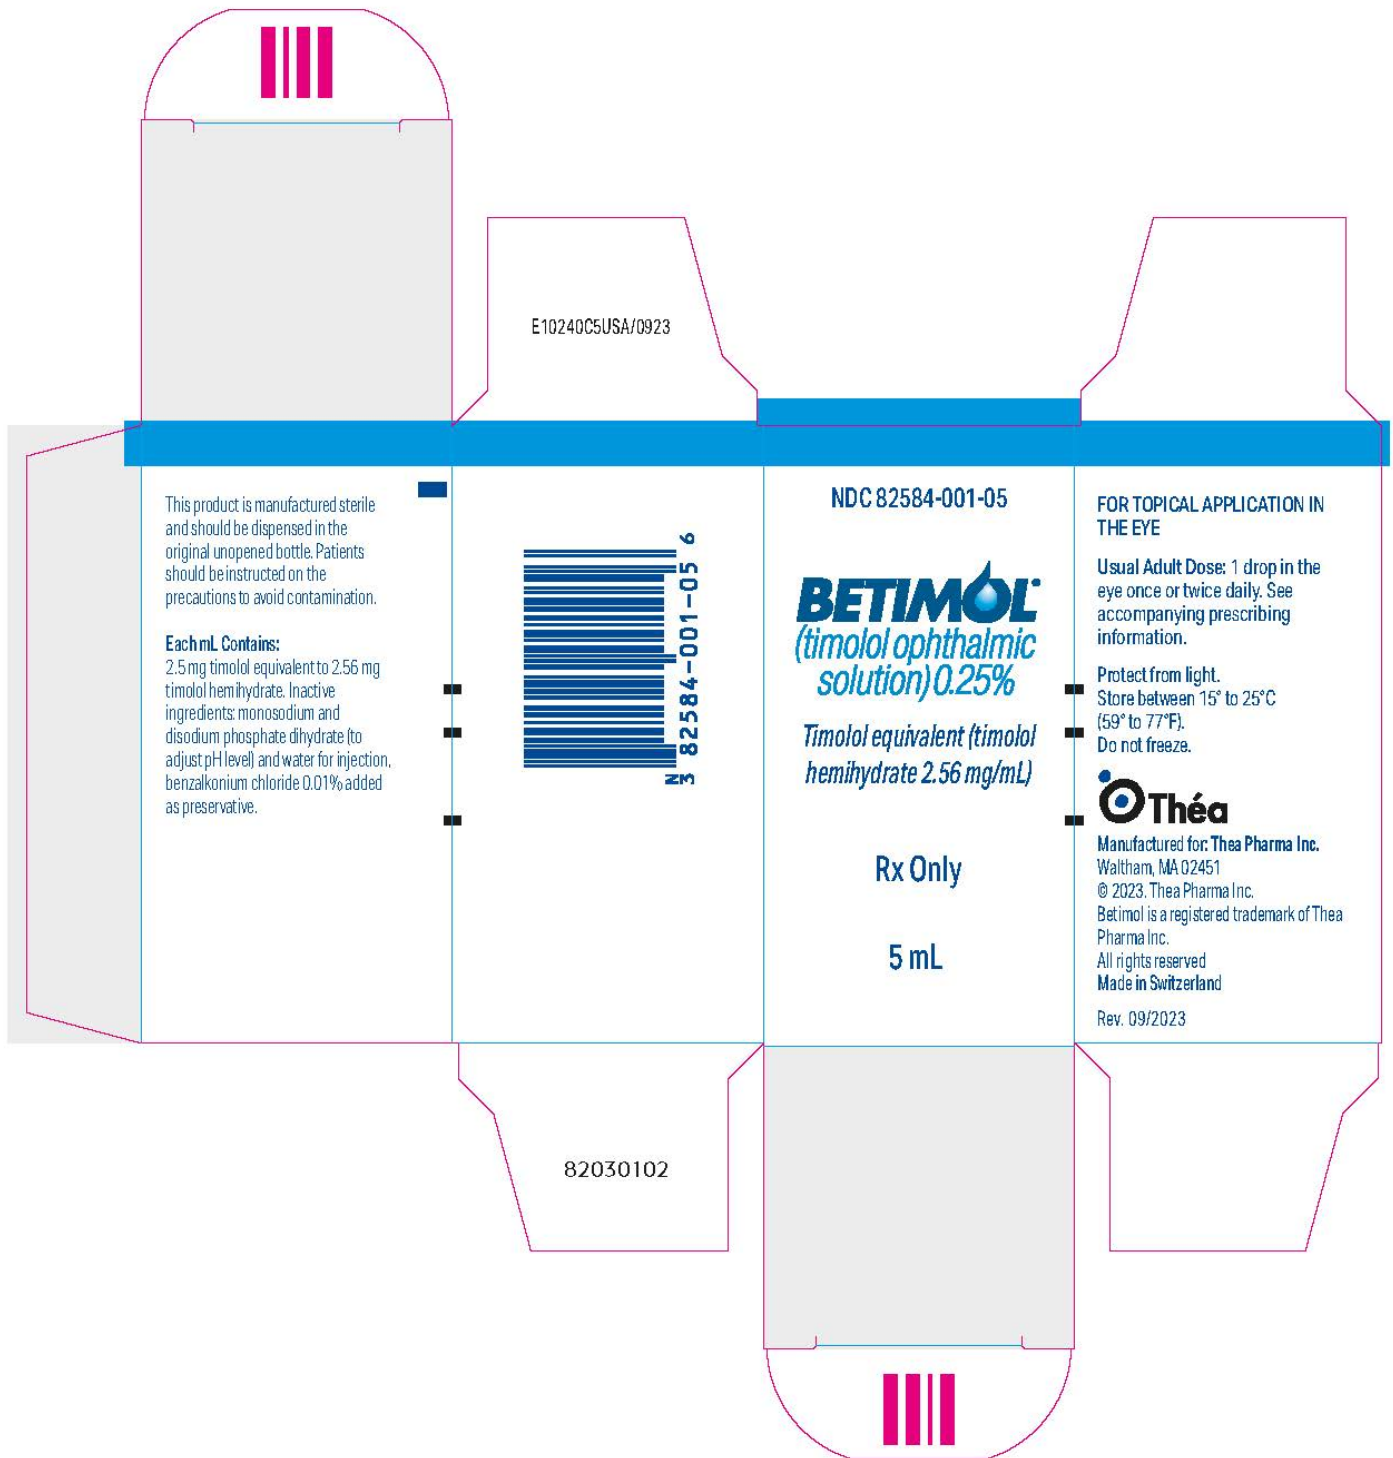 E10240C5USA/0923
This product is manufactured sterile
and should be dispensed in the
original unopened bottle. Patients
should be instructed on the
precautions to avoid contamination.
Each mL Contains:
2.5 mg timolol equivalent to 2.56 mg
timolol hemihydrate. Inactive
ingredients: monosodium and
disodium phosphate dihydrate (to
adjust pH level) and water for injection,
benzalkonium chloride 0.01% added
as preservative.
N
3 82584-001-05 6
NDC 82584-001-05
BETIMOL®
(timolol ophthalmic
solution) 0.25%
Timolol equivalent (timolol
hemihydrate 2.56 mg/mL)
Rx Only
5 mL
FOR TOPICAL APPLICATION IN
THE EYE
Usual Adult Dose: 1 drop in the
eye once or twice daily. See
accompanying prescribing
information.
Protect from light.
Store between 15° to 25°C
(59° to 77°F).
Do not freeze.
Théa
Manufactured for: Thea Pharma Inc.
Waltham, MA 02451
© 2023. Thea Pharma Inc.
Betimol is a registered trademark of Thea
Pharma Inc.
All rights reserved
Made in Switzerland
Rev. 09/2023
82030102